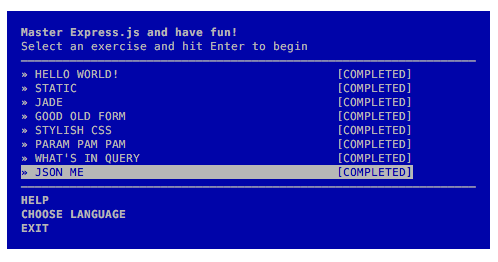 Master Express.js and have fun!
Select an exercise and hit Enter to begin
» HELLO WORLD! [COMPLETED]
» STATIC [COMPLETED]
» JADE [COMPLETED]
» GOOD OLD FORM [COMPLETED]
» STYLISH CSS [COMPLETED]
» PARAM PAM PAM [COMPLETED]
» WHAT'S IN QUERY [COMPLETED]
» JSON ME [COMPLETED]
HELP
CHOOSE LANGUAGE
EXIT